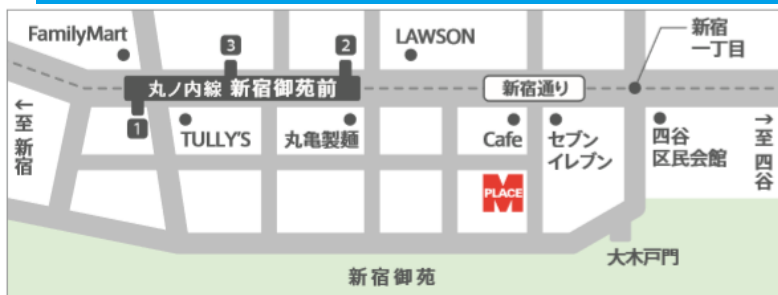 FamilyMart
3
2
LAWSON
新宿
一丁目
丸ノ内線 新宿御苑前
新宿通り
←至 新宿
1
TULLY'S
丸亀製麺
Cafe
セブン
イレブン
四谷
区民会館
→至 四谷
M
PLACE
大木戸門
新宿御苑